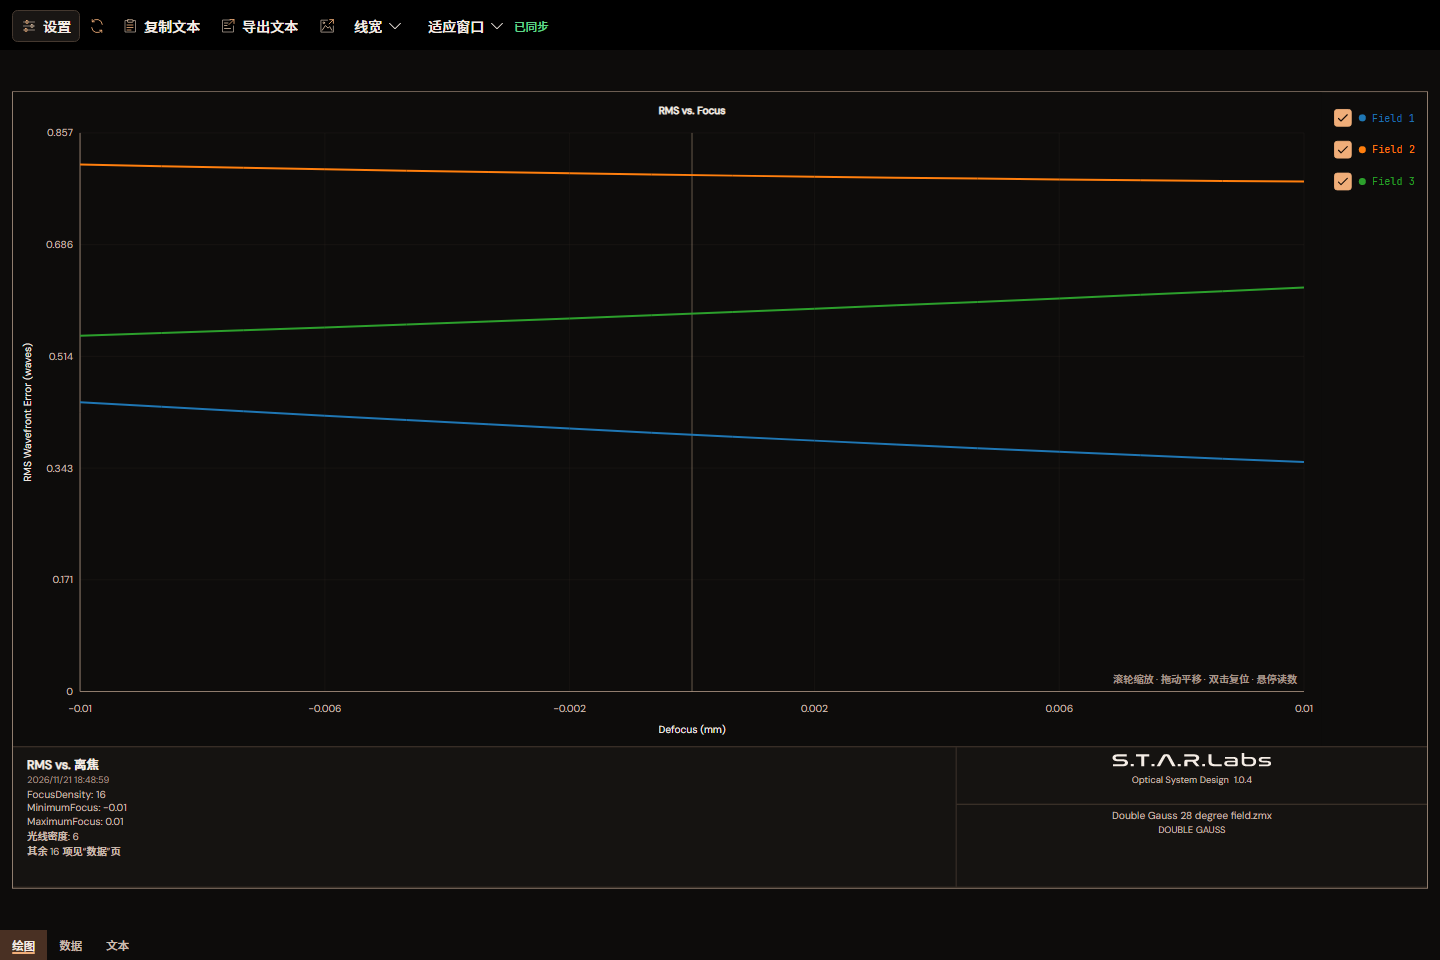 设置
复制文本
导出文本
线宽
适应窗口
已同步
RMS vs. Focus
Field 1
Field 2
Field 3
0.857
0.686
0.514
0.343
0.171
0
RMS Wavefront Error (waves)
滚轮缩放 · 拖动平移 · 双击复位 · 悬停读数
-0.01
-0.006
-0.002
0.002
0.006
0.01
Defocus (mm)
RMS vs. 离焦
2026/11/21 18:48:59
FocusDensity: 16
MinimumFocus: -0.01
MaximumFocus: 0.01
光线密度: 6
其余 16 项见"数据"页
S.T.A.R.Labs
Optical System Design 1.0.4
Double Gauss 28 degree field.zmx
DOUBLE GAUSS
绘图
数据
文本